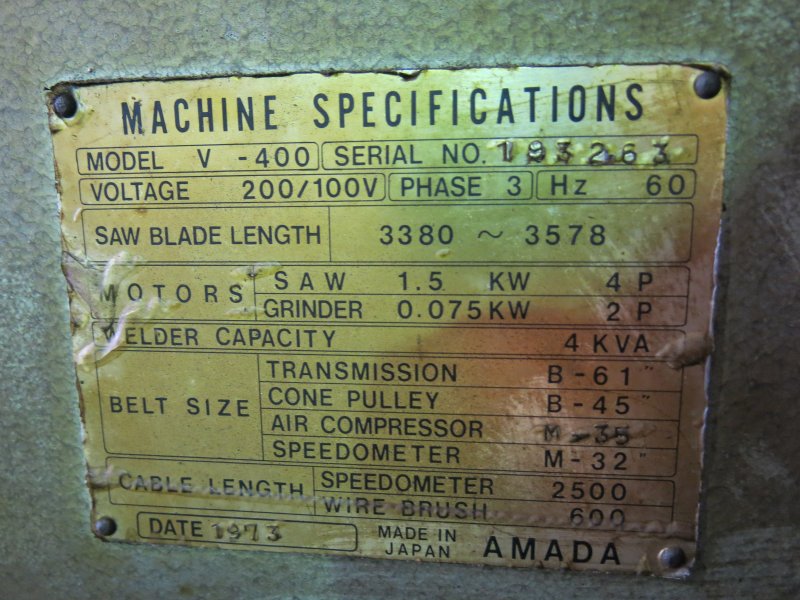 MACHINE SPECIFICATIONS
MODEL V -400 SERIAL NO. 193263
VOLTAGE 200/100V PHASE 3 Hz 60
SAW BLADE LENGTH 3380 ~ 3578
MOTORS SAW 1.5 KW 4 P
GRINDER 0.075 KW 2 P
WELDER CAPACITY 4 KVA
BELT SIZE TRANSMISSION B-61"
CONE PULLEY B-45"
AIR COMPRESSOR M-35
SPEEDOMETER M-32"
CABLE LENGTH SPEEDOMETER 2500
WIRE BRUSH 600
DATE 1973 MADE IN JAPAN AMADA